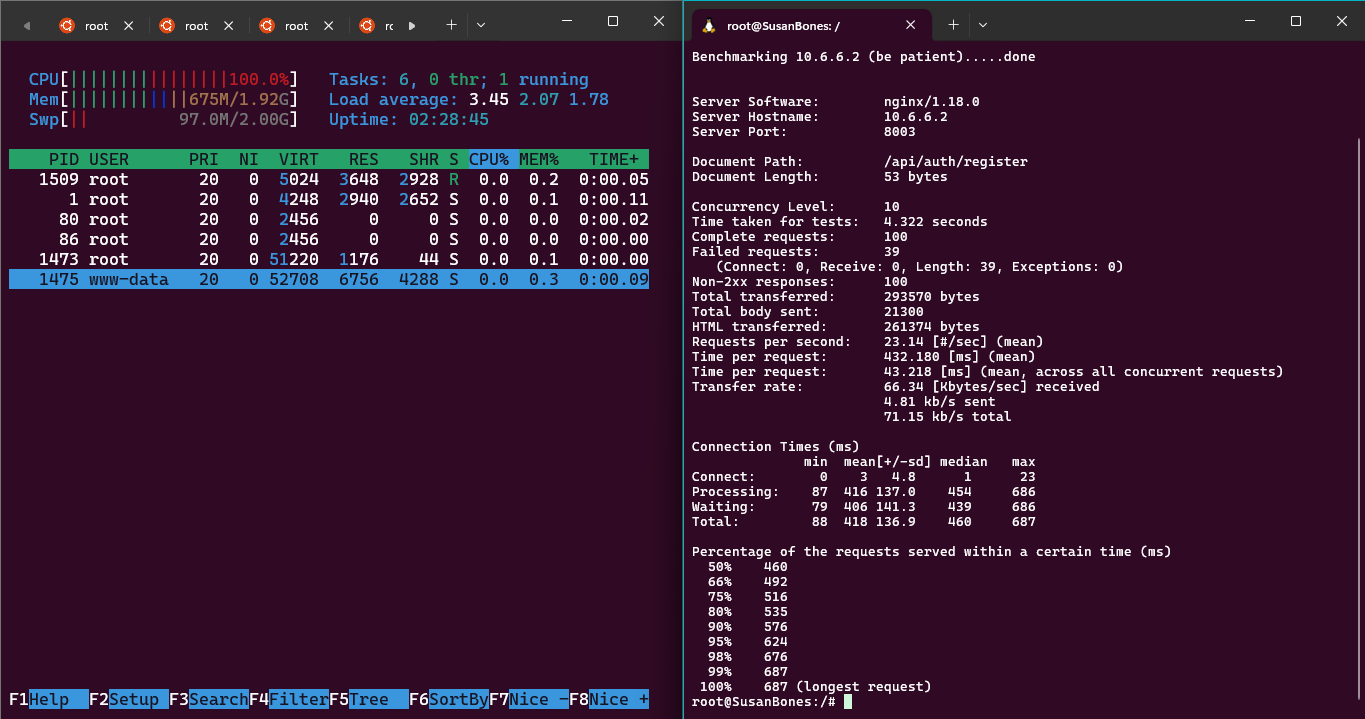 root root root rc
CPU[|||||||||||||||||100.0%] Tasks: 6, 0 thr; 1 running
Mem[||||||||||||675M/1.92G] Load average: 3.45 2.07 1.78
Swp[|| 97.0M/2.00G] Uptime: 02:28:45
PID USER PRI NI VIRT RES SHR S CPU% MEM% TIME+
1509 root 20 0 5024 3648 2928 R 0.0 0.2 0:00.05
1 root 20 0 4248 2940 2652 S 0.0 0.1 0:00.11
80 root 20 0 2456 0 0 S 0.0 0.0 0:00.02
86 root 20 0 2456 0 0 S 0.0 0.0 0:00.00
1473 root 20 0 51220 1176 44 S 0.0 0.1 0:00.00
1475 www-data 20 0 52708 6756 4288 S 0.0 0.3 0:00.09
F1Help F2Setup F3SearchF4FilterF5Tree F6SortByF7Nice -F8Nice +
root@SusanBones: /
Benchmarking 10.6.6.2 (be patient).....done
Server Software: nginx/1.18.0
Server Hostname: 10.6.6.2
Server Port: 8003
Document Path: /api/auth/register
Document Length: 53 bytes
Concurrency Level: 10
Time taken for tests: 4.322 seconds
Complete requests: 100
Failed requests: 39
(Connect: 0, Receive: 0, Length: 39, Exceptions: 0)
Non-2xx responses: 100
Total transferred: 293570 bytes
Total body sent: 21300
HTML transferred: 261374 bytes
Requests per second: 23.14 [#/sec] (mean)
Time per request: 432.180 [ms] (mean)
Time per request: 43.218 [ms] (mean, across all concurrent requests)
Transfer rate: 66.34 [Kbytes/sec] received
4.81 kb/s sent
71.15 kb/s total
Connection Times (ms)
min mean[+/-sd] median max
Connect: 0 3 4.8 1 23
Processing: 87 416 137.0 454 686
Waiting: 79 406 141.3 439 686
Total: 88 418 136.9 460 687
Percentage of the requests served within a certain time (ms)
50% 460
66% 492
75% 516
80% 535
90% 576
95% 624
98% 676
99% 687
100% 687 (longest request)
root@SusanBones:/#